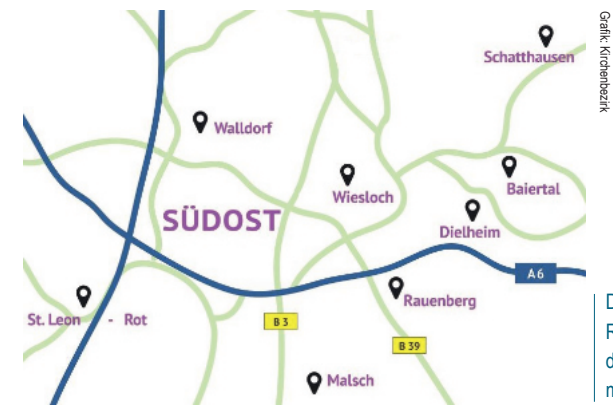 Grafik: Kirchenbezirk
Schatthausen
Walldorf
Wiesloch
Baiertal
SÜDOST
Dielheim
A6
Rauenberg
St. Leon - Rot
B 3
B 39
Malsch
D
R
d